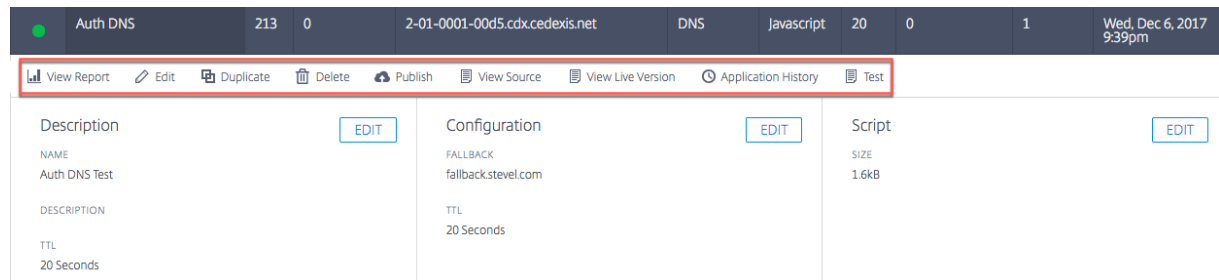 Auth DNS 213 0 2-01-0001-00d5.cdx.cedexis.net DNS Javascript 20 0 1 Wed, Dec 6, 2017
9:39pm
View Report Edit Duplicate Delete Publish View Source View Live Version Application History Test
Description EDIT Configuration EDIT Script EDIT
NAME FALLBACK SIZE
Auth DNS Test fallback.stevel.com 1.6kB
DESCRIPTION TTL
20 Seconds
TTL
20 Seconds